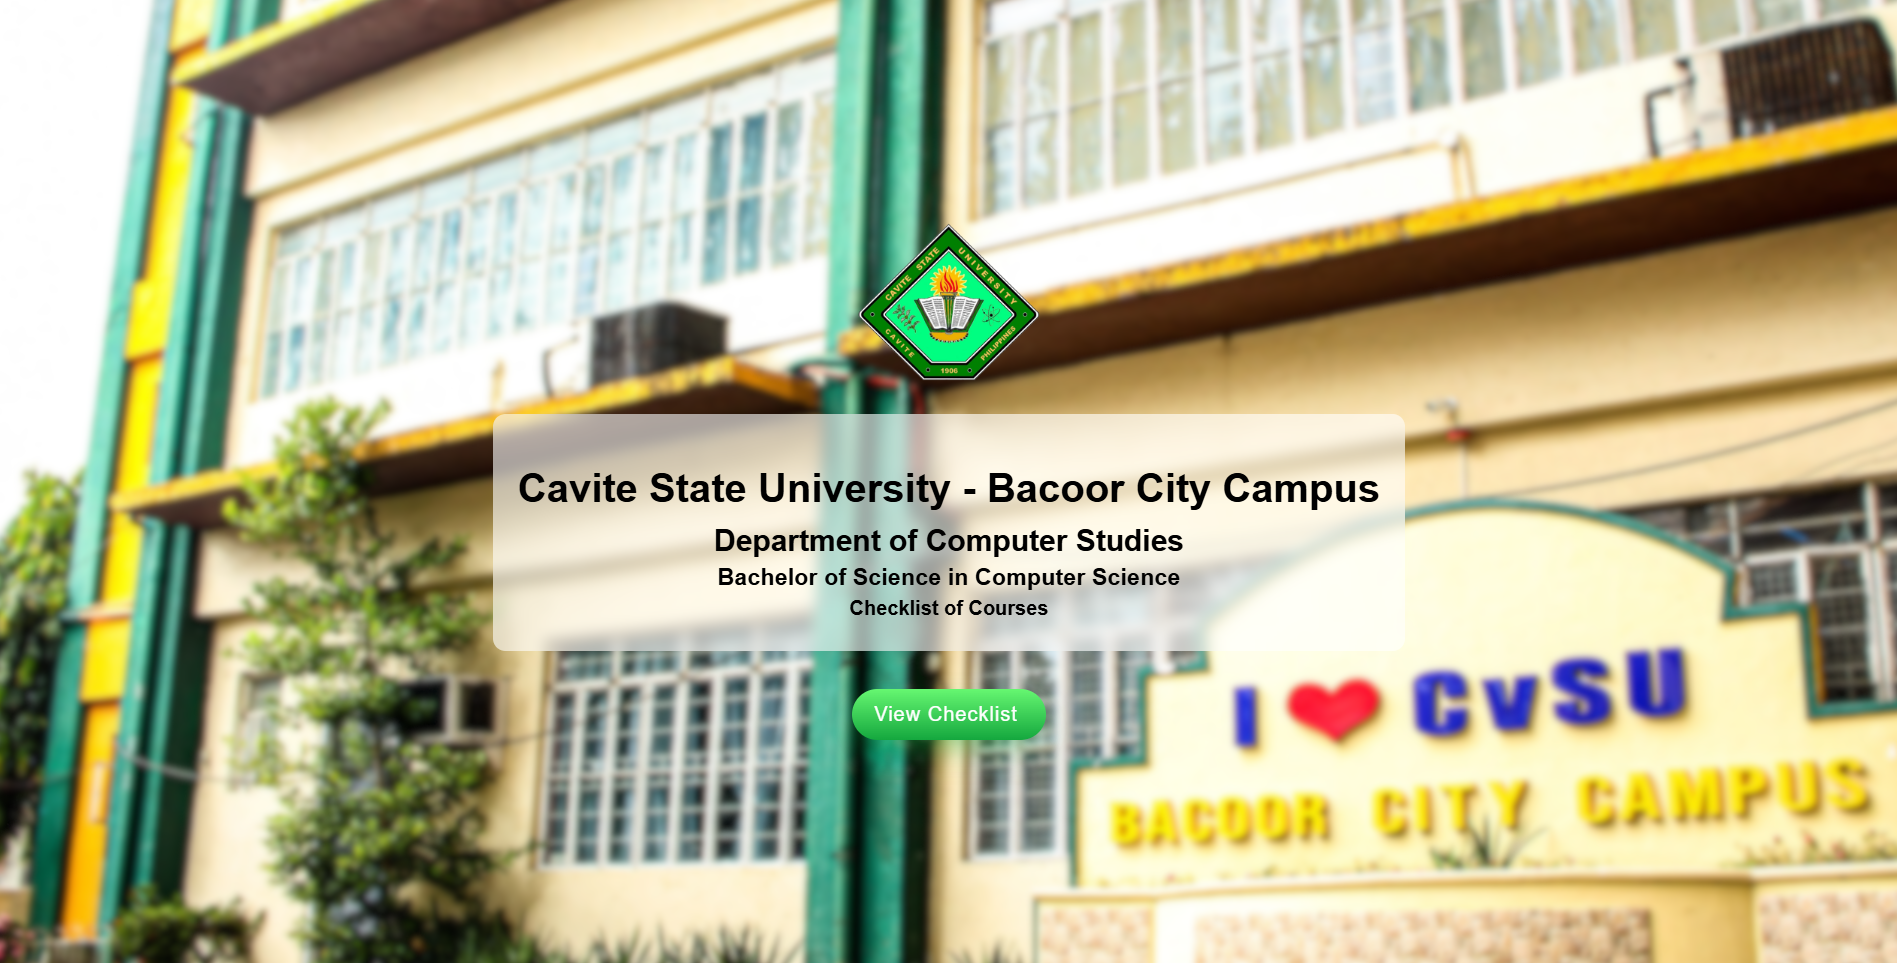 CAVITE STATE UNIVERSITY
CAVITE PHILIPPINES
1906
Cavite State University - Bacoor City Campus
Department of Computer Studies
Bachelor of Science in Computer Science
Checklist of Courses
View Checklist
I ❤ CvSU
BACOOR CITY CAMPUS